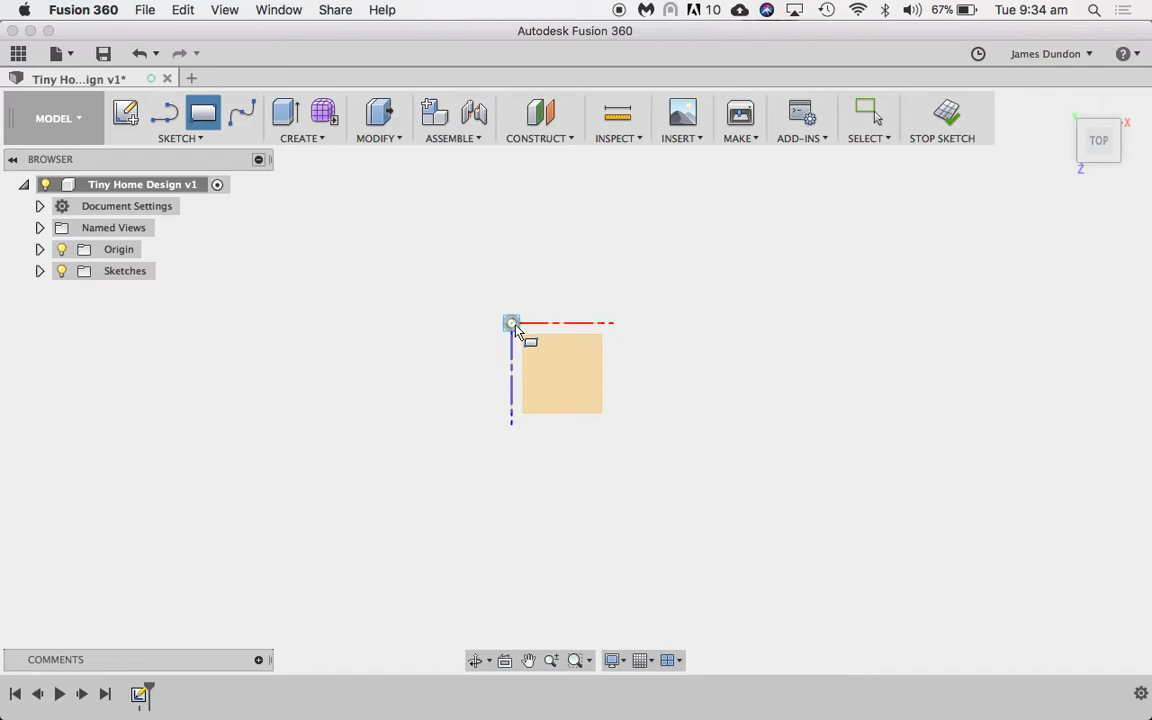 Fusion 360 File Edit View Window Share Help 10 67% Tue 9:34 am
Autodesk Fusion 360
James Dundon
Tiny Ho...ign v1*
MODEL
SKETCH CREATE MODIFY ASSEMBLE CONSTRUCT INSPECT INSERT MAKE ADD-INS SELECT STOP SKETCH
BROWSER
Tiny Home Design v1
Document Settings
Named Views
Origin
Sketches
X
Y
TOP
Z
COMMENTS